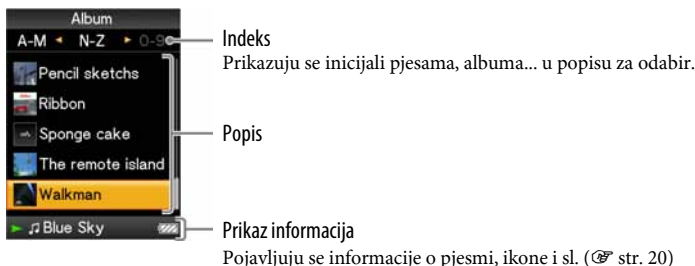 Album
A-M N-Z 0-9
Indeks
Prikazuju se inicijali pjesama, albuma... u popisu za odabir.
Pencil sketchs
Ribbon
Sponge cake
Popis
The remote island
Walkman
Blue Sky
Prikaz informacija
Pojavljuju se informacije o pjesmi, ikone i sl. (☞ str. 20)